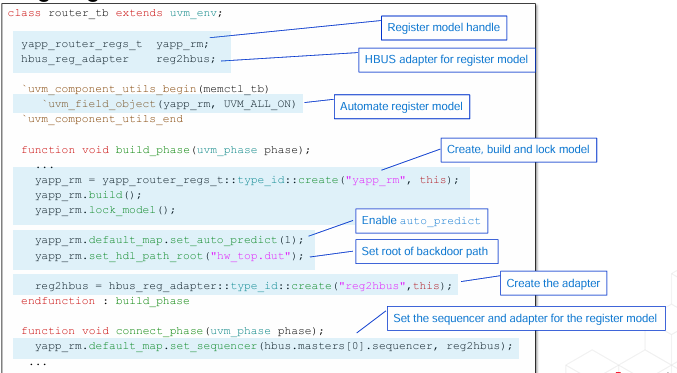 class router_tb extends uvm_env;
Register model handle
yapp_router_regs_t yapp_rm;
hbus_reg_adapter reg2hbus;
HBUS adapter for register model
`uvm_component_utils_begin(memctl_tb)
`uvm_field_object(yapp_rm, UVM_ALL_ON)
Automate register model
`uvm_component_utils_end
function void build_phase(uvm_phase phase);
Create, build and lock model
...
yapp_rm = yapp_router_regs_t::type_id::create("yapp_rm", this);
yapp_rm.build();
yapp_rm.lock_model();
Enable auto_predict
yapp_rm.default_map.set_auto_predict(1);
yapp_rm.set_hdl_path_root("hw_top.dut");
Set root of backdoor path
reg2hbus = hbus_reg_adapter::type_id::create("reg2hbus",this);
Create the adapter
endfunction : build_phase
Set the sequencer and adapter for the register model
function void connect_phase(uvm_phase phase);
yapp_rm.default_map.set_sequencer(hbus.masters[0].sequencer, reg2hbus);
...